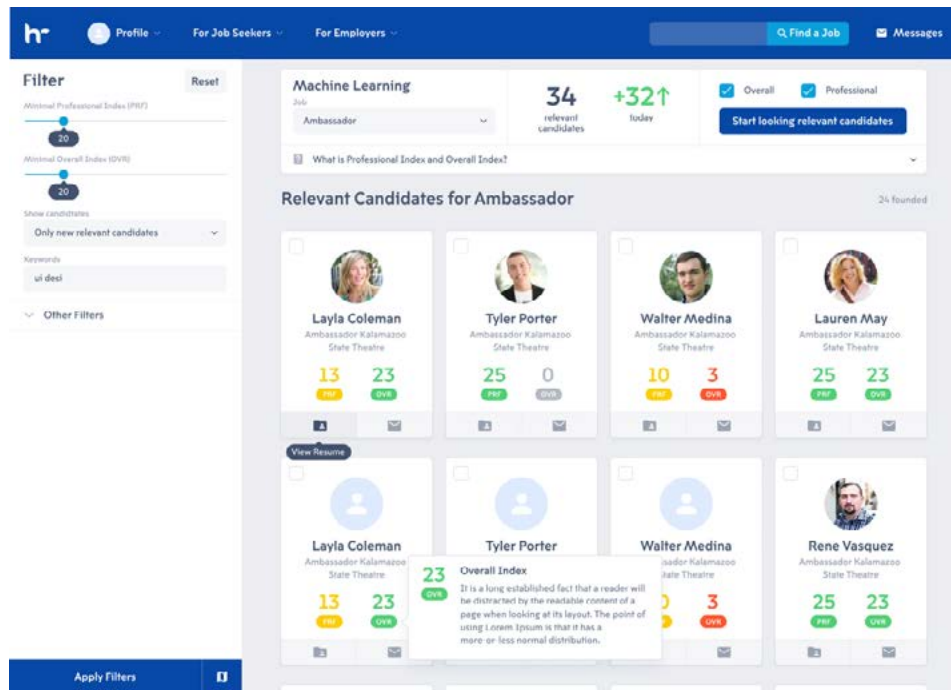 hr
Profile
For Job Seekers
For Employers
Find a Job
Messages
Filter
Reset
Minimal Professional Index (PRF)
20
Minimal Overall Index (OVR)
20
Show candidtates
Only new relevant candidates
Keywords
ui desi
Other Filters
Apply Filters
Machine Learning
Job
Ambassador
34
relevant
candidates
+32↑
today
Overall
Professional
Start looking relevant candidates
What is Professional Index and Overall Index?
Relevant Candidates for Ambassador
24 founded
Layla Coleman
Ambassador Kalamazoo
State Theatre
13 23
PRF OVR
View Resume
Tyler Porter
Ambassador Kalamazoo
State Theatre
25 0
PRF OVR
Walter Medina
Ambassador Kalamazoo
State Theatre
10 3
PRF OVR
Lauren May
Ambassador Kalamazoo
State Theatre
25 23
PRF OVR
Layla Coleman
Ambassador Kalamazoo
State Theatre
13 23
PRF OVR
Tyler Porter
23
OVR
Overall Index
It is a long established fact that a reader will
be distracted by the readable content of a
page when looking at its layout. The point of
using Lorem Ipsum is that it has a
more-or-less normal distribution.
Walter Medina
Kalamazoo
State Theatre
3
OVR
Rene Vasquez
Ambassador Kalamazoo
State Theatre
25 23
PRF OVR